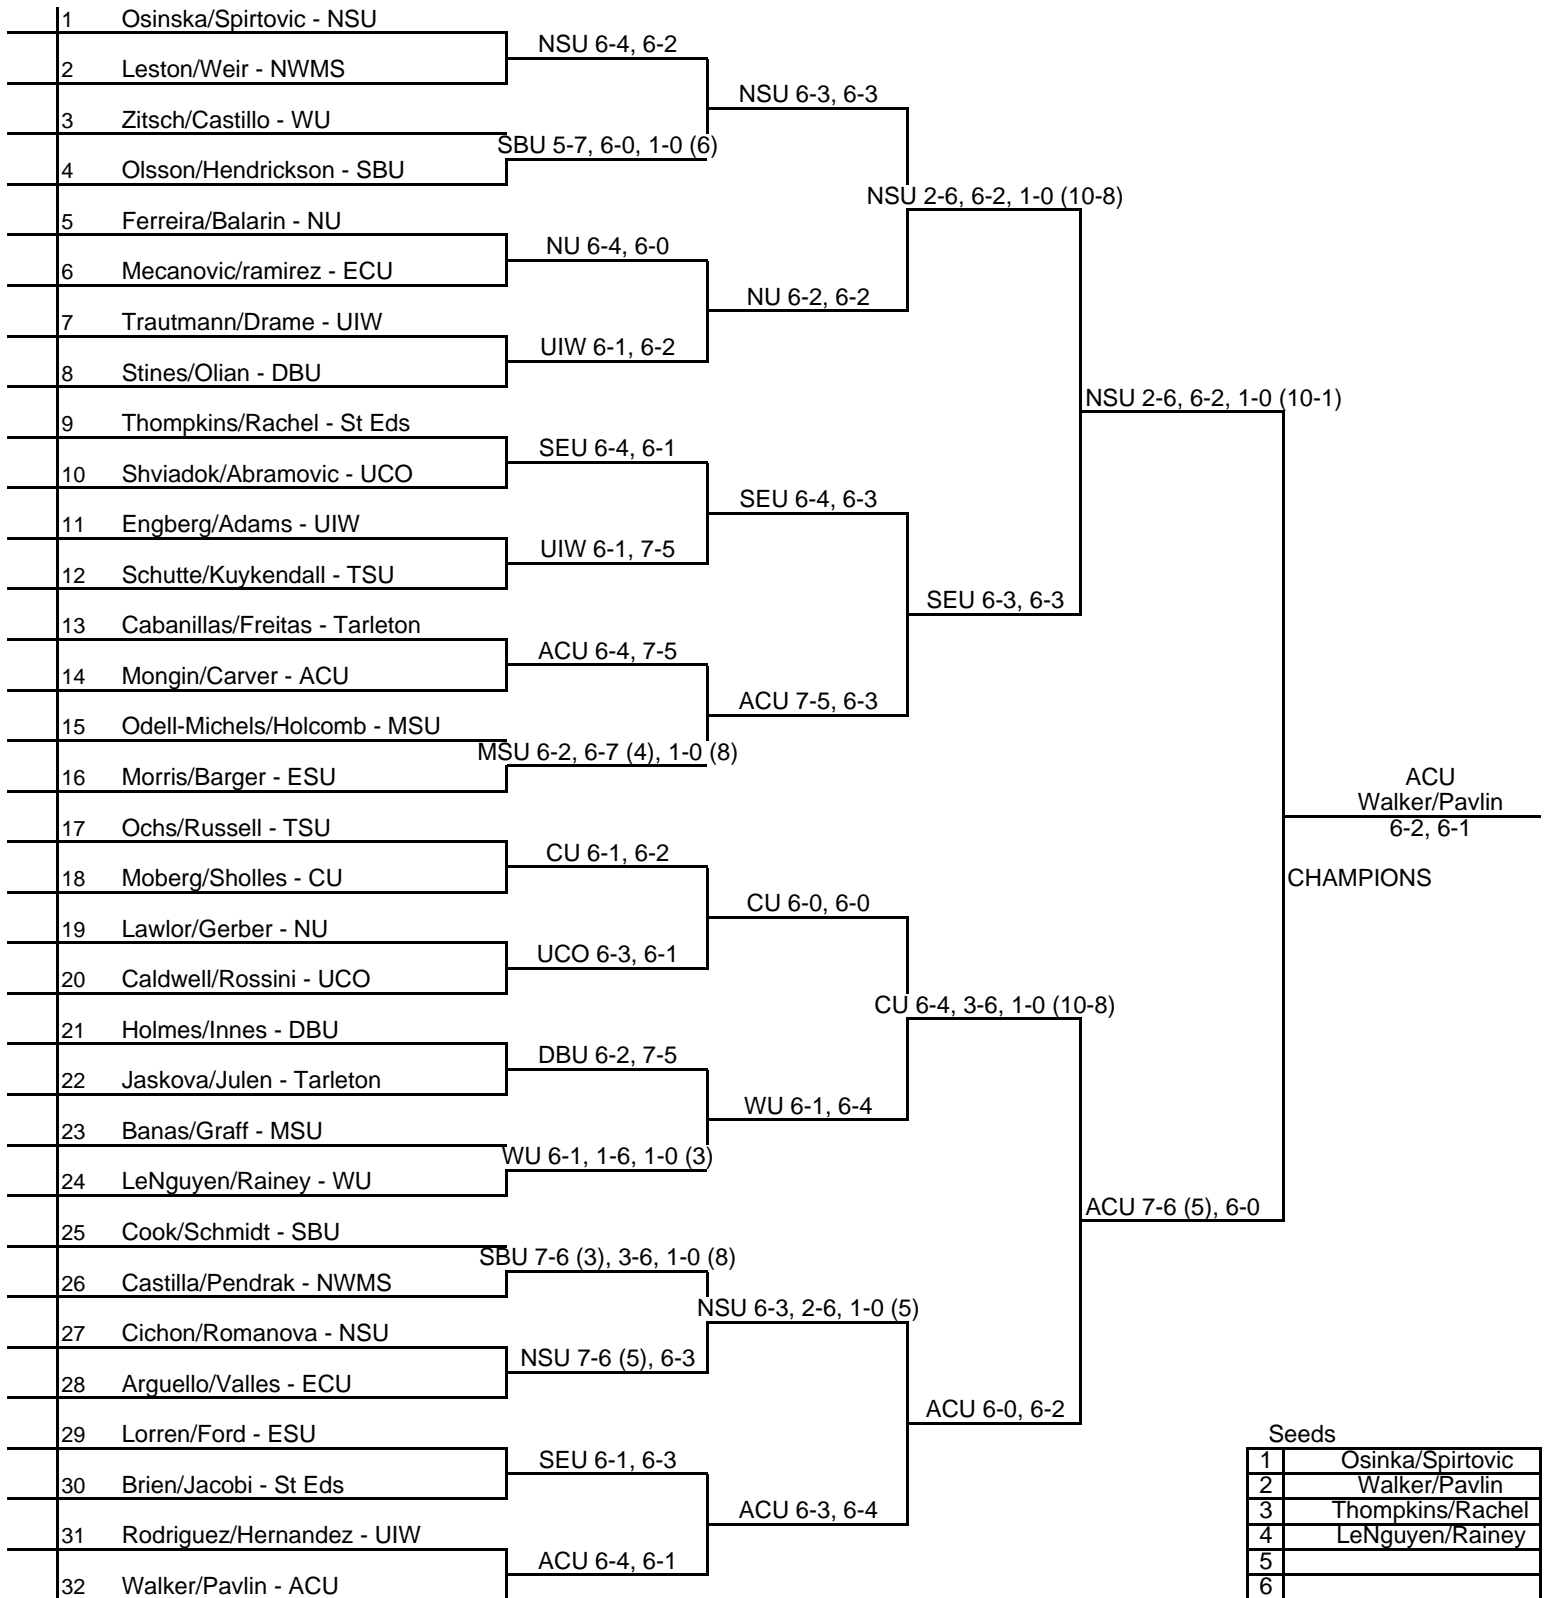 1 Osinska/Spirtovic - NSU
NSU 6-4, 6-2
2 Leston/Weir - NWMS
NSU 6-3, 6-3
3 Zitsch/Castillo - WU
SBU 5-7, 6-0, 1-0 (6)
4 Olsson/Hendrickson - SBU
NSU 2-6, 6-2, 1-0 (10-8)
5 Ferreira/Balarin - NU
NU 6-4, 6-0
6 Mecanovic/ramirez - ECU
NU 6-2, 6-2
7 Trautmann/Drame - UIW
UIW 6-1, 6-2
8 Stines/Olian - DBU
NSU 2-6, 6-2, 1-0 (10-1)
9 Thompkins/Rachel - St Eds
SEU 6-4, 6-1
10 Shviadok/Abramovic - UCO
SEU 6-4, 6-3
11 Engberg/Adams - UIW
UIW 6-1, 7-5
12 Schutte/Kuykendall - TSU
SEU 6-3, 6-3
13 Cabanillas/Freitas - Tarleton
ACU 6-4, 7-5
14 Mongin/Carver - ACU
ACU 7-5, 6-3
15 Odell-Michels/Holcomb - MSU
MSU 6-2, 6-7 (4), 1-0 (8)
16 Morris/Barger - ESU
ACU
Walker/Pavlin
6-2, 6-1
CHAMPIONS
17 Ochs/Russell - TSU
CU 6-1, 6-2
18 Moberg/Sholles - CU
CU 6-0, 6-0
19 Lawlor/Gerber - NU
UCO 6-3, 6-1
20 Caldwell/Rossini - UCO
CU 6-4, 3-6, 1-0 (10-8)
21 Holmes/Innes - DBU
DBU 6-2, 7-5
22 Jaskova/Julen - Tarleton
WU 6-1, 6-4
23 Banas/Graff - MSU
WU 6-1, 1-6, 1-0 (3)
24 LeNguyen/Rainey - WU
ACU 7-6 (5), 6-0
25 Cook/Schmidt - SBU
SBU 7-6 (3), 3-6, 1-0 (8)
26 Castilla/Pendrak - NWMS
NSU 6-3, 2-6, 1-0 (5)
27 Cichon/Romanova - NSU
NSU 7-6 (5), 6-3
28 Arguello/Valles - ECU
ACU 6-0, 6-2
29 Lorren/Ford - ESU
SEU 6-1, 6-3
30 Brien/Jacobi - St Eds
ACU 6-3, 6-4
31 Rodriguez/Hernandez - UIW
ACU 6-4, 6-1
32 Walker/Pavlin - ACU
Seeds
1 Osinka/Spirtovic
2 Walker/Pavlin
3 Thompkins/Rachel
4 LeNguyen/Rainey
5
6